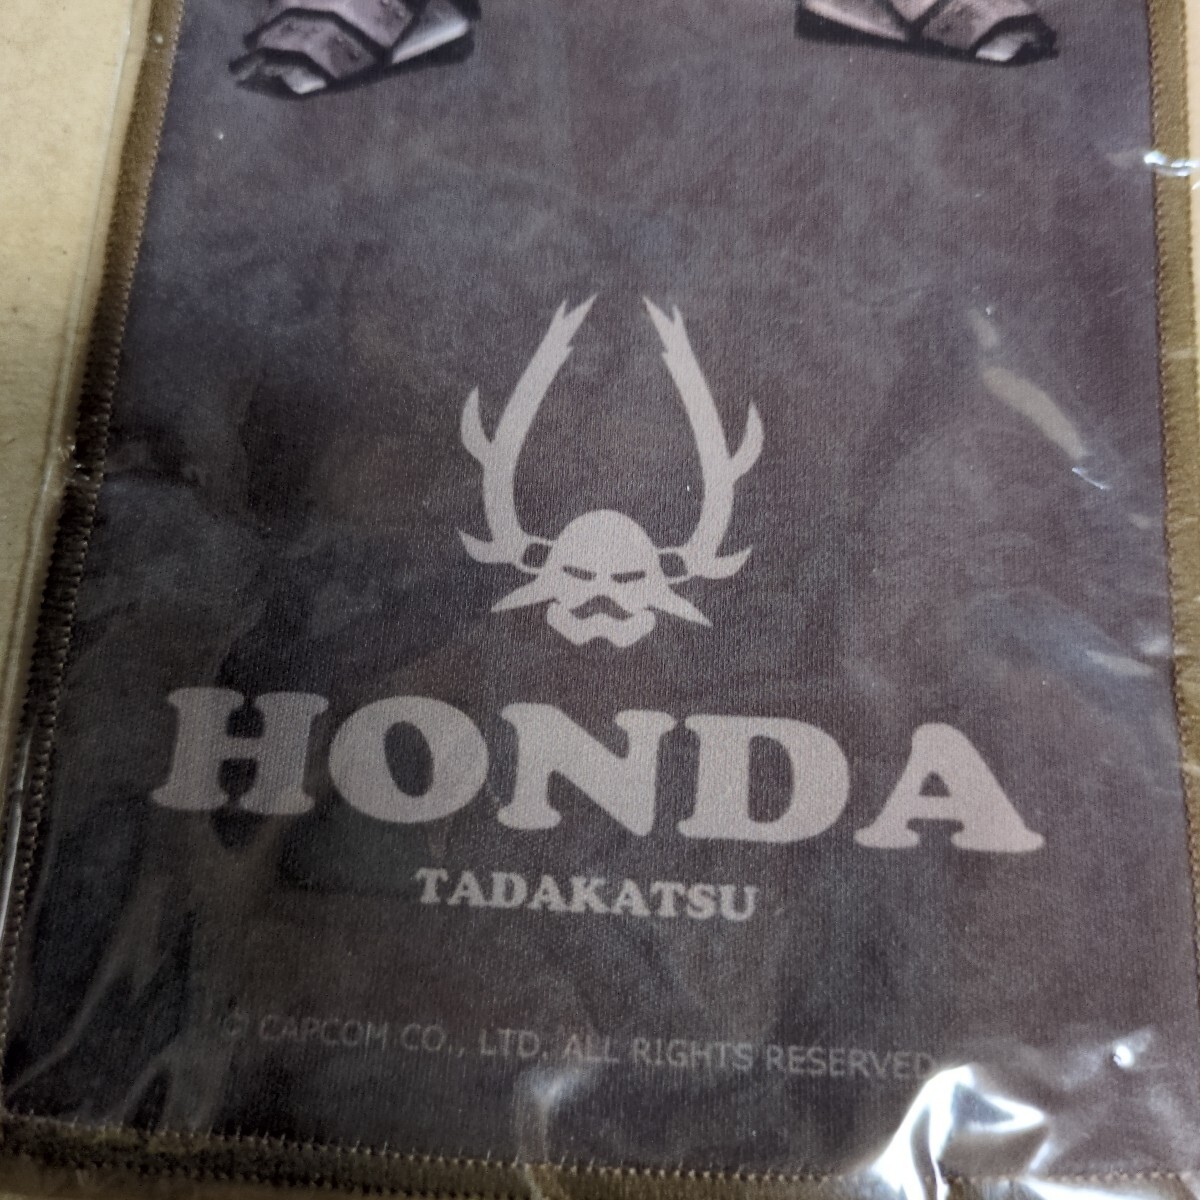 HONDA
TADAKATSU
© CAPCOM CO., LTD. ALL RIGHTS RESERVED.